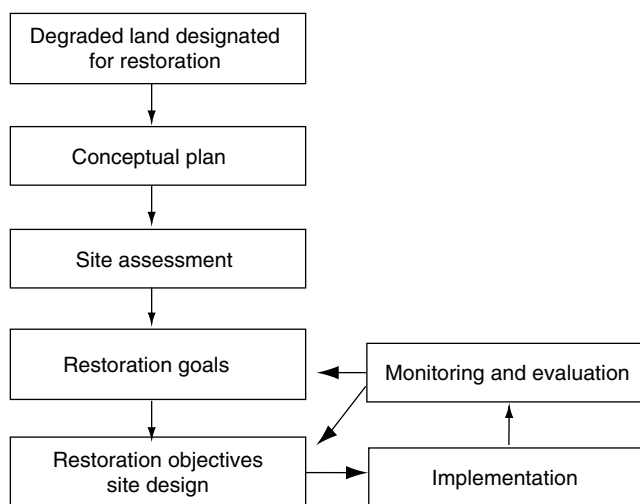 Degraded land designated
for restoration
Conceptual plan
Site assessment
Restoration goals
Monitoring and evaluation
Restoration objectives
site design
Implementation